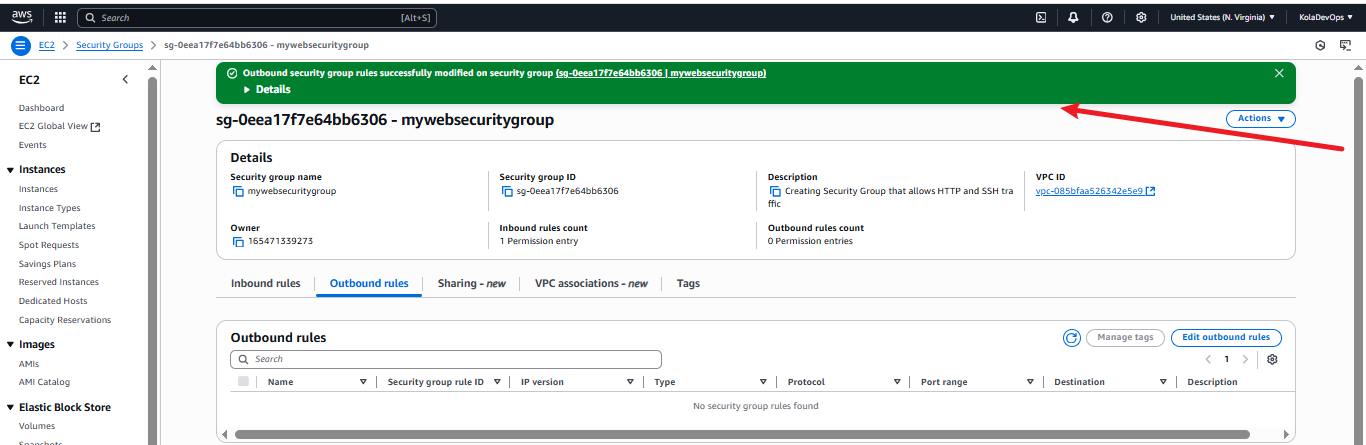 aws
Search [Alt+S]
United States (N. Virginia) KolaDevOps
EC2 Security Groups sg-0eea17f7e64bb6306 - mywebsecuritygroup
EC2
Dashboard
EC2 Global View
Events
Instances
Instances
Instance Types
Launch Templates
Spot Requests
Savings Plans
Reserved Instances
Dedicated Hosts
Capacity Reservations
Images
AMIs
AMI Catalog
Elastic Block Store
Volumes
Snapshots
Outbound security group rules successfully modified on security group (sg-0eea17f7e64bb6306 | mywebsecuritygroup)
Details
sg-0eea17f7e64bb6306 - mywebsecuritygroup
Actions
Details
Security group name
mywebsecuritygroup
Security group ID
sg-0eea17f7e64bb6306
Description
Creating Security Group that allows HTTP and SSH tra
ffic
VPC ID
vpc-085bfaa526342e5e9
Owner
165471339273
Inbound rules count
1 Permission entry
Outbound rules count
0 Permission entries
Inbound rules Outbound rules Sharing - new VPC associations - new Tags
Outbound rules
Manage tags Edit outbound rules
Search
1
Name Security group rule ID IP version Type Protocol Port range Destination Description
No security group rules found